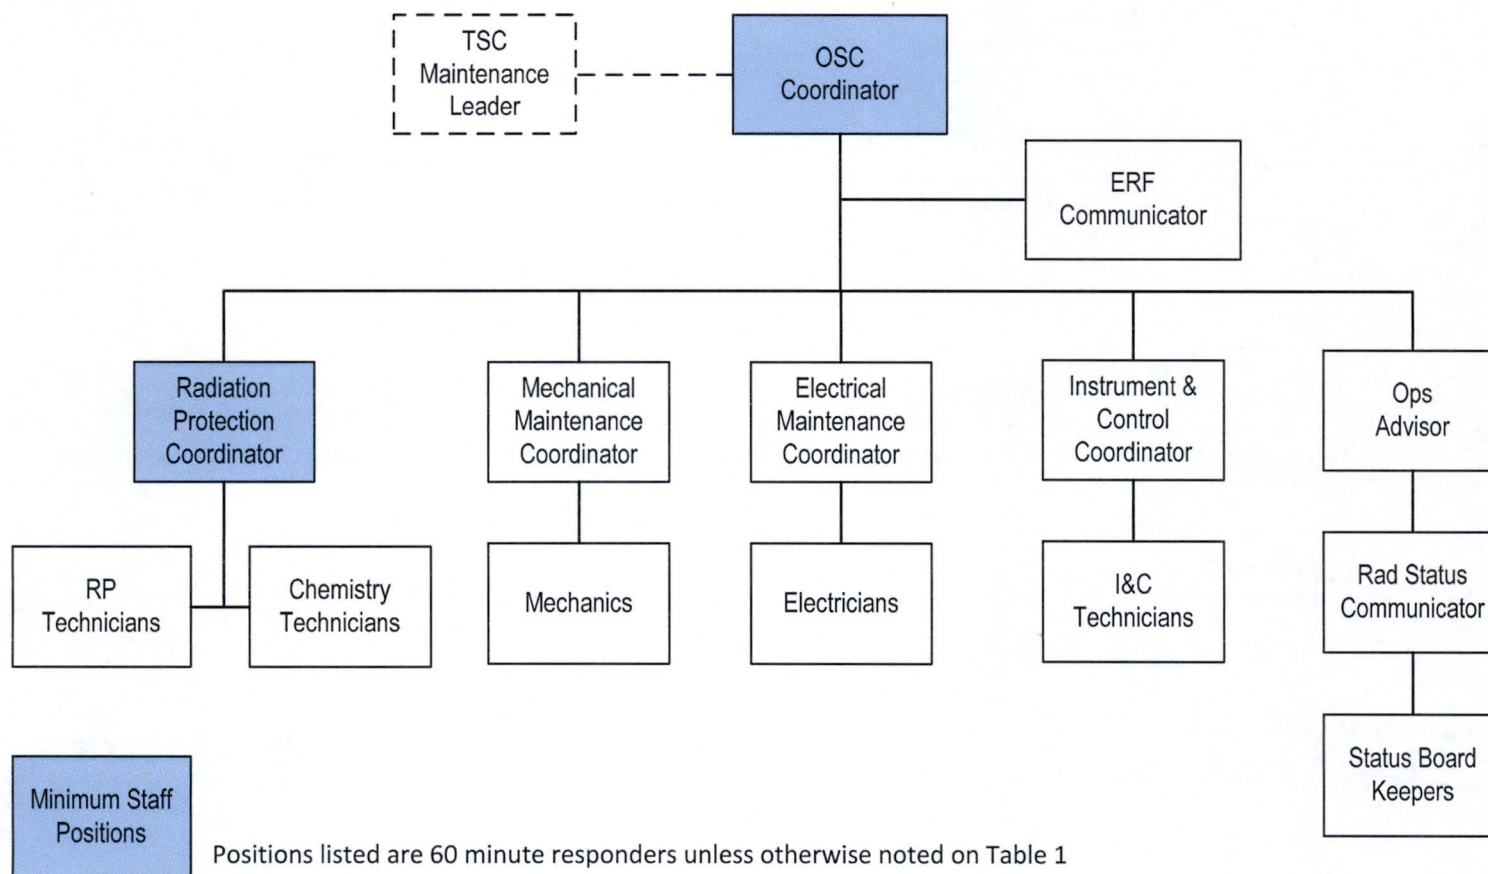 TSC
Maintenance
Leader
OSC
Coordinator
ERF
Communicator
Radiation
Protection
Coordinator
Mechanical
Maintenance
Coordinator
Electrical
Maintenance
Coordinator
Instrument &
Control
Coordinator
Ops
Advisor
RP
Technicians
Chemistry
Technicians
Mechanics
Electricians
I&C
Technicians
Rad Status
Communicator
Status Board
Keepers
Minimum Staff
Positions
Positions listed are 60 minute responders unless otherwise noted on Table 1